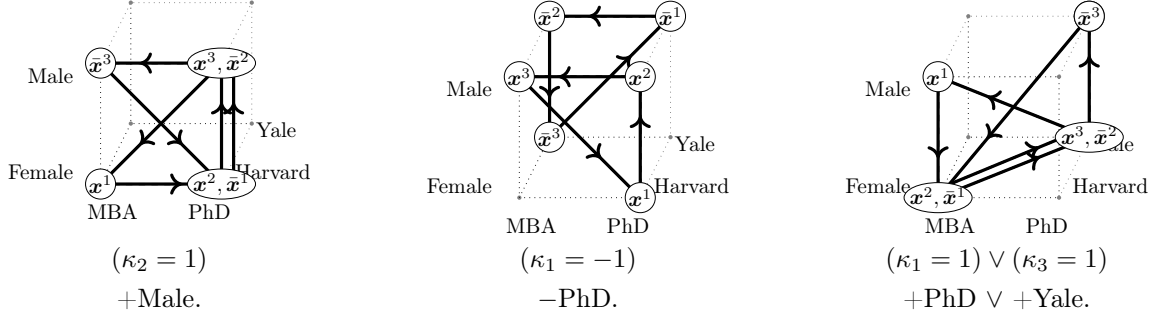 x̄³ x³, x̄²
Male
Yale
Female Harvard
x¹ x², x̄¹
MBA PhD
(κ₂ = 1)
+Male.
x̄² x̄¹
x³ x²
Male
x̄³
Yale
Female Harvard
x¹
MBA PhD
(κ₁ = −1)
−PhD.
x̄³
x¹
Male
x³, x̄²
Yale
Female Harvard
x², x̄¹
MBA PhD
(κ₁ = 1) ∨ (κ₃ = 1)
+PhD ∨ +Yale.